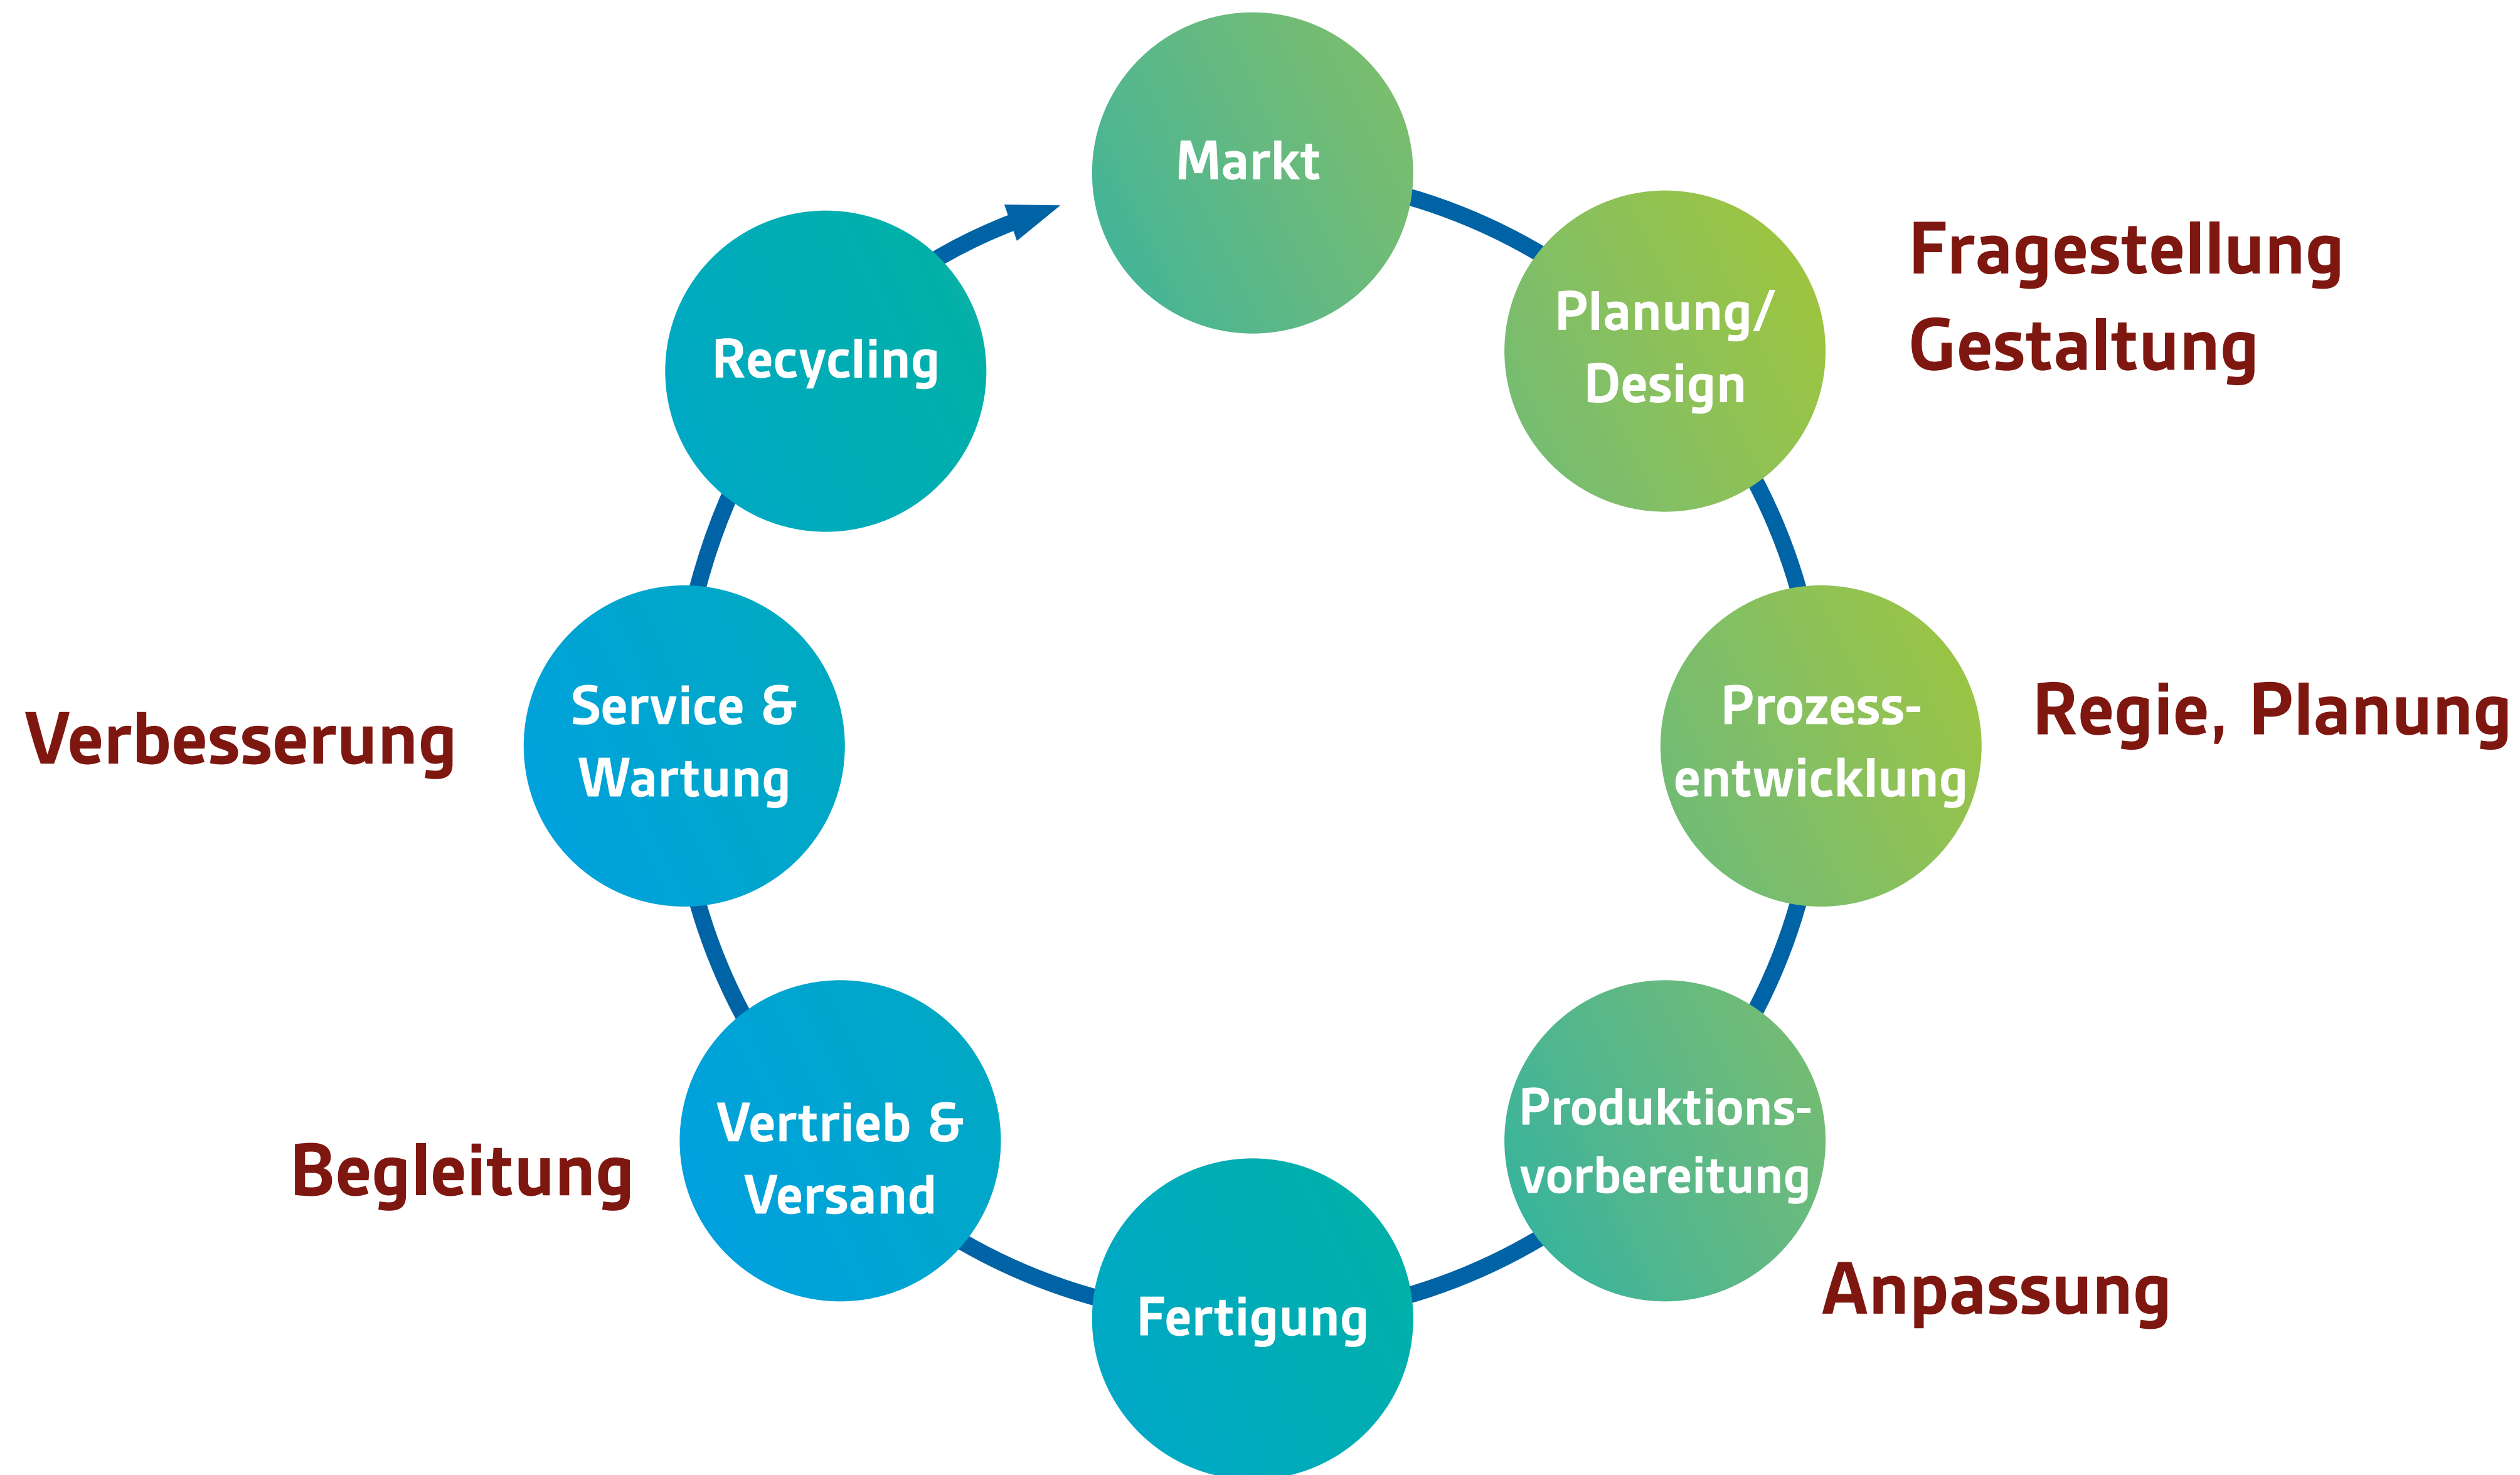 Markt
Planung/
Design
Fragestellung
Gestaltung
Prozess-
entwicklung
Regie, Planung
Produktions-
vorbereitung
Anpassung
Fertigung
Vertrieb &
Versand
Begleitung
Service &
Wartung
Verbesserung
Recycling